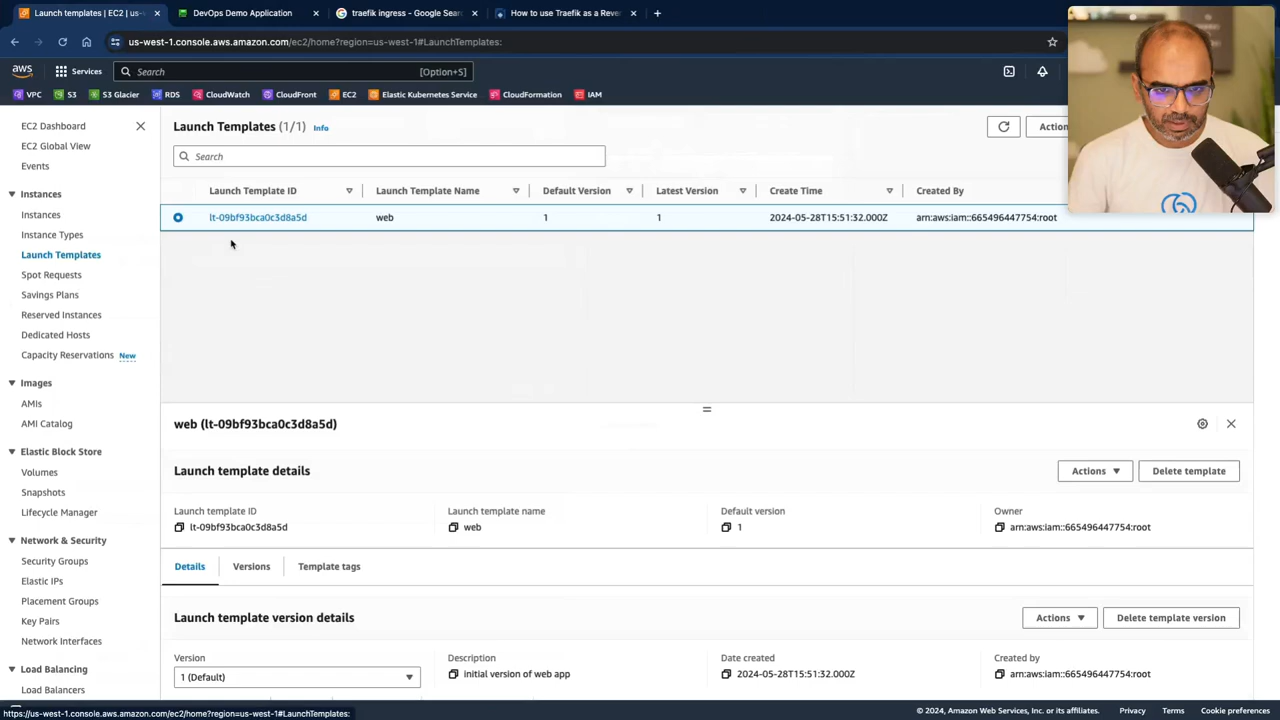 Launch templates | EC2 | us-w
DevOps Demo Application
traefik ingress - Google Sear
How to use Traefik as a Reve
us-west-1.console.aws.amazon.com/ec2/home?region=us-west-1#LaunchTemplates:
aws Services Search [Option+S]
VPC S3 S3 Glacier RDS CloudWatch CloudFront EC2 Elastic Kubernetes Service CloudFormation IAM
EC2 Dashboard
EC2 Global View
Events
Instances
Instances
Instance Types
Launch Templates
Spot Requests
Savings Plans
Reserved Instances
Dedicated Hosts
Capacity Reservations New
Images
AMIs
AMI Catalog
Elastic Block Store
Volumes
Snapshots
Lifecycle Manager
Network & Security
Security Groups
Elastic IPs
Placement Groups
Key Pairs
Network Interfaces
Load Balancing
Load Balancers
Launch Templates (1/1) Info
Action
Search
Launch Template ID Launch Template Name Default Version Latest Version Create Time Created By
lt-09bf93bca0c3d8a5d web 1 1 2024-05-28T15:51:32.000Z arn:aws:iam::665496447754:root
web (lt-09bf93bca0c3d8a5d)
Launch template details
Actions Delete template
Launch template ID Launch template name Default version Owner
lt-09bf93bca0c3d8a5d web 1 arn:aws:iam::665496447754:root
Details Versions Template tags
Launch template version details
Actions Delete template version
Version Description Date created Created by
1 (Default) initial version of web app 2024-05-28T15:51:32.000Z arn:aws:iam::665496447754:root
https://us-west-1.console.aws.amazon.com/ec2/home?region=us-west-1#LaunchTemplates:
© 2024, Amazon Web Services, Inc. or its affiliates. Privacy Terms Cookie preferences